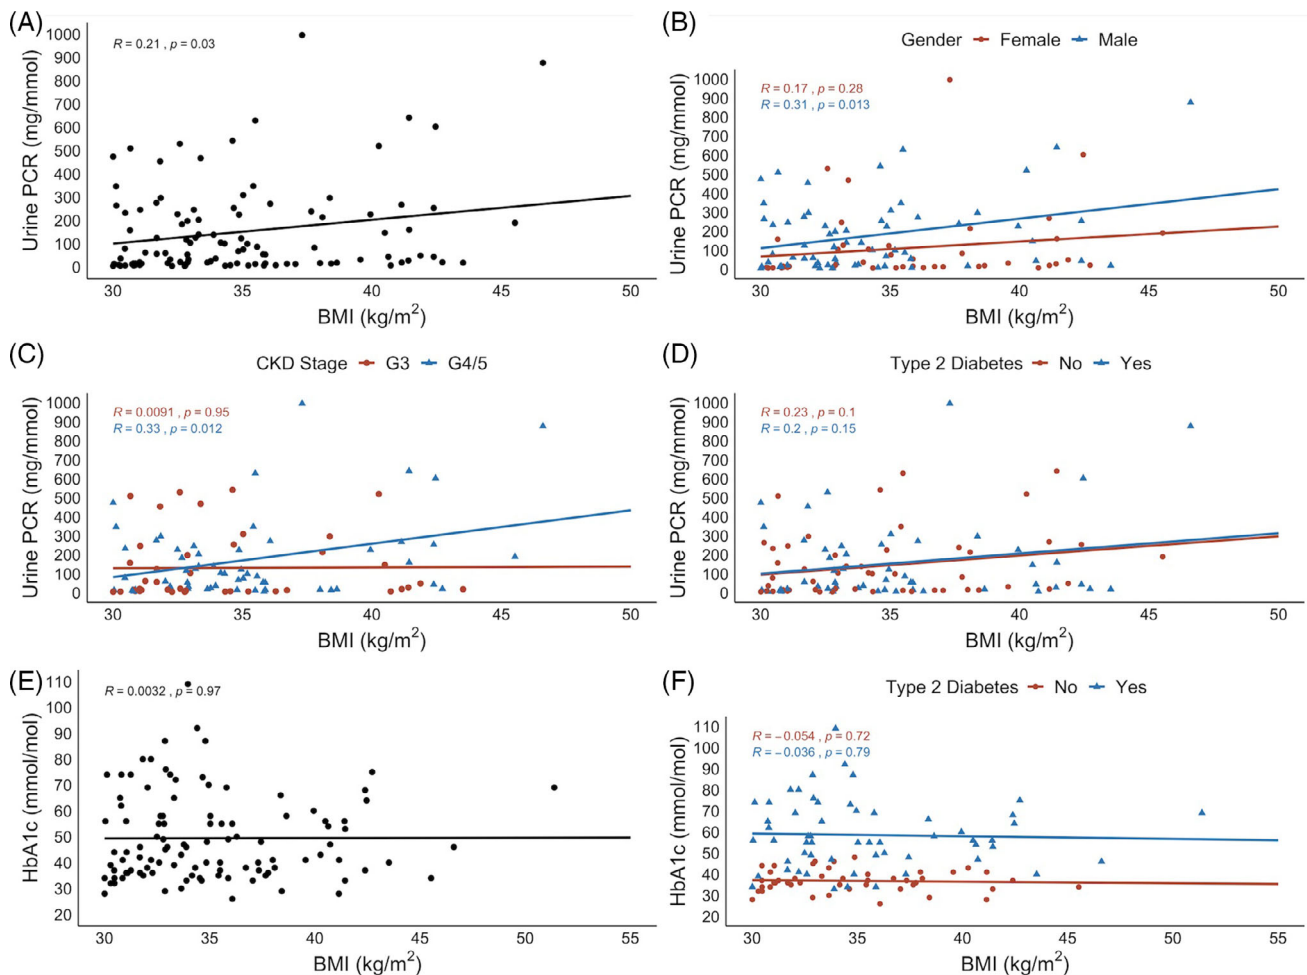 (A)
R = 0.21 , p = 0.03
Urine PCR (mg/mmol)
1000
900
800
700
600
500
400
300
200
100
0
30 35 40 45 50
BMI (kg/m²)
(B)
Gender Female Male
R = 0.17 , p = 0.28
R = 0.31 , p = 0.013
Urine PCR (mg/mmol)
1000
900
800
700
600
500
400
300
200
100
0
30 35 40 45 50
BMI (kg/m²)
(C)
CKD Stage G3 G4/5
R = 0.0091 , p = 0.95
R = 0.33 , p = 0.012
Urine PCR (mg/mmol)
1000
900
800
700
600
500
400
300
200
100
0
30 35 40 45 50
BMI (kg/m²)
(D)
Type 2 Diabetes No Yes
R = 0.23 , p = 0.1
R = 0.2 , p = 0.15
Urine PCR (mg/mmol)
1000
900
800
700
600
500
400
300
200
100
0
30 35 40 45 50
BMI (kg/m²)
(E)
R = 0.0032 , p = 0.97
HbA1c (mmol/mol)
110
100
90
80
70
60
50
40
30
20
30 35 40 45 50 55
BMI (kg/m²)
(F)
Type 2 Diabetes No Yes
R = −0.054 , p = 0.72
R = −0.036 , p = 0.79
HbA1c (mmol/mol)
110
100
90
80
70
60
50
40
30
20
30 35 40 45 50 55
BMI (kg/m²)